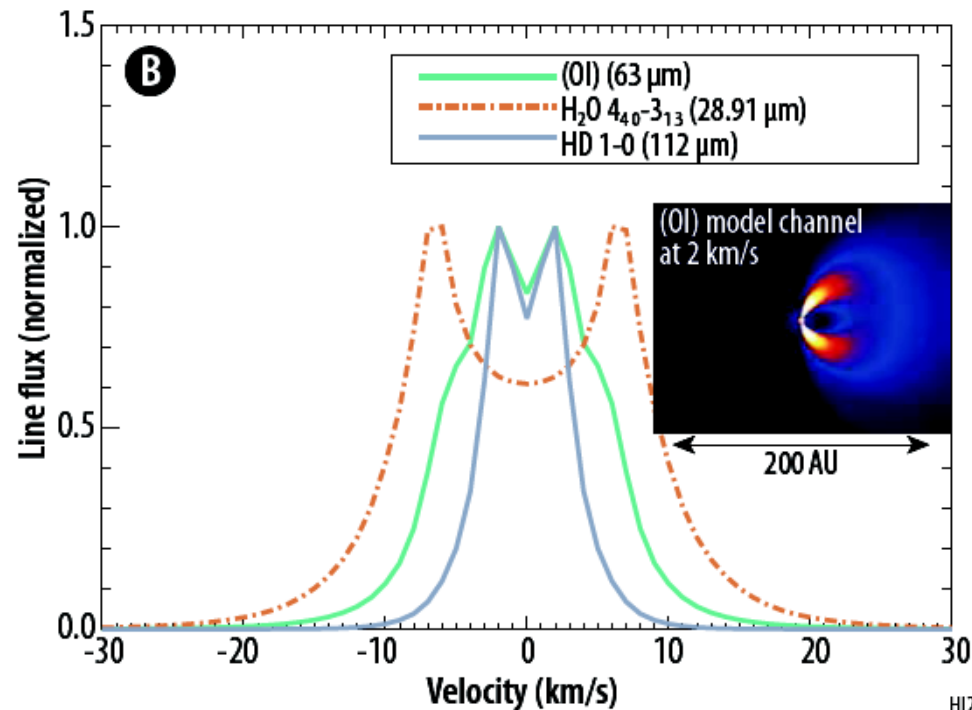 B
(OI) (63 μm)
H₂O 4₄₀-3₁₃ (28.91 μm)
HD 1-0 (112 μm)
(OI) model channel
at 2 km/s
200 AU
Line flux (normalized)
1.5
1.0
0.5
0.0
-30
-20
-10
0
10
20
30
Velocity (km/s)